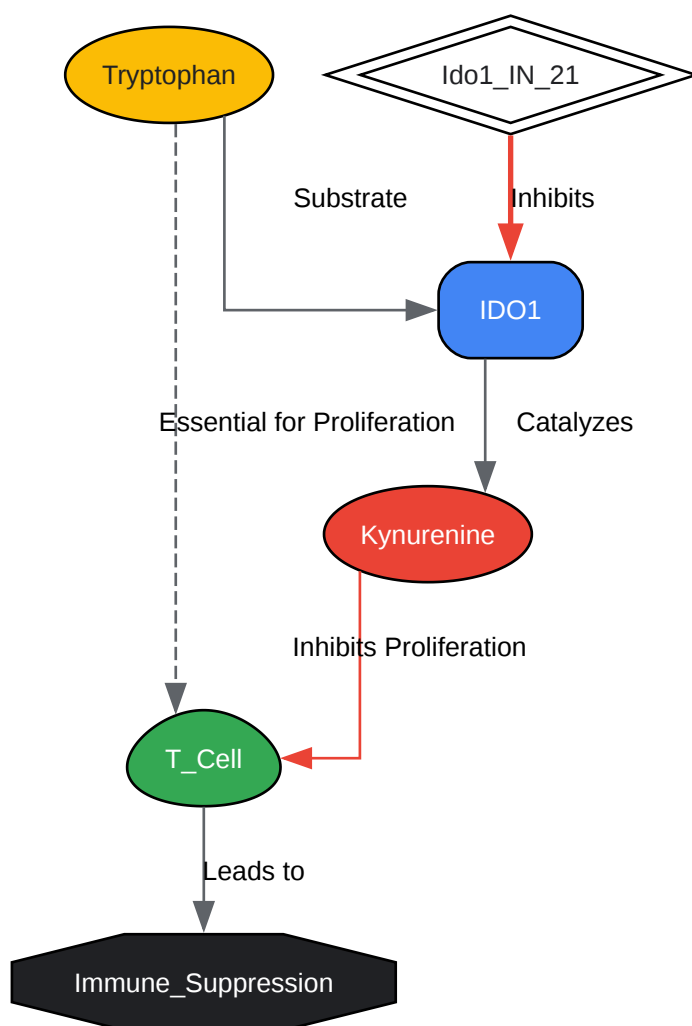 Tryptophan
Ido1_IN_21
Substrate
Inhibits
IDO1
Essential for Proliferation
Catalyzes
Kynurenine
Inhibits Proliferation
T_Cell
Leads to
Immune_Suppression